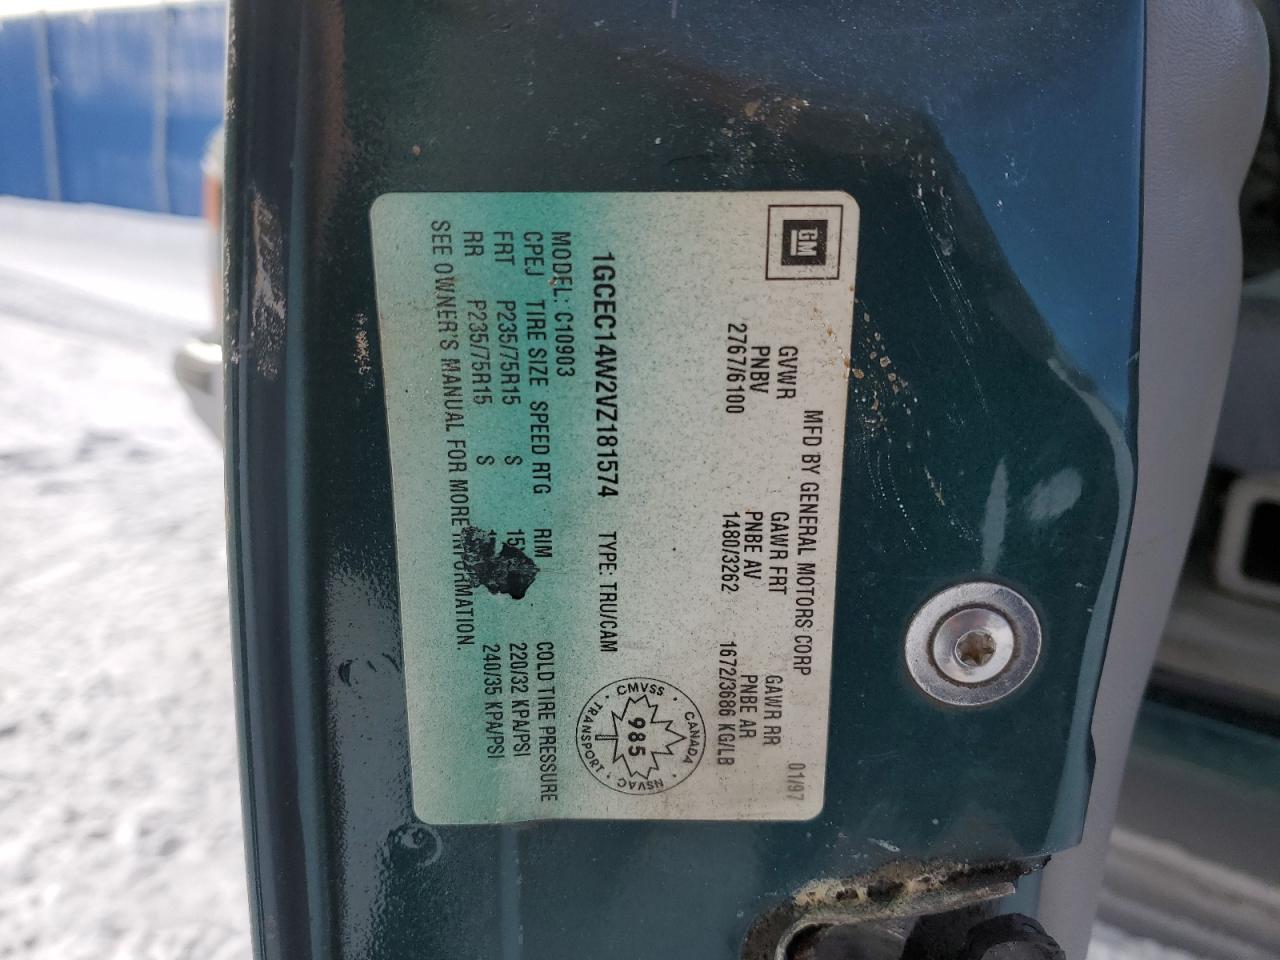 GM
MFD BY GENERAL MOTORS CORP 01/97
GVWR GAWR FRT GAWR RR
PNBV PNBE AV PNBE AR
2767/6100 1480/3262 1672/3686 KG/LB
1GCEC14W2VZ181574 TYPE: TRU/CAM
CANADA
CMVSS
985
NSVAC
TRANSPORT
MODEL: C10903
CPEJ TIRE SIZE SPEED RTG RIM COLD TIRE PRESSURE
FRT P235/75R15 S 15 220/32 KPA/PSI
RR P235/75R15 S 240/35 KPA/PSI
SEE OWNER'S MANUAL FOR MORE INFORMATION.